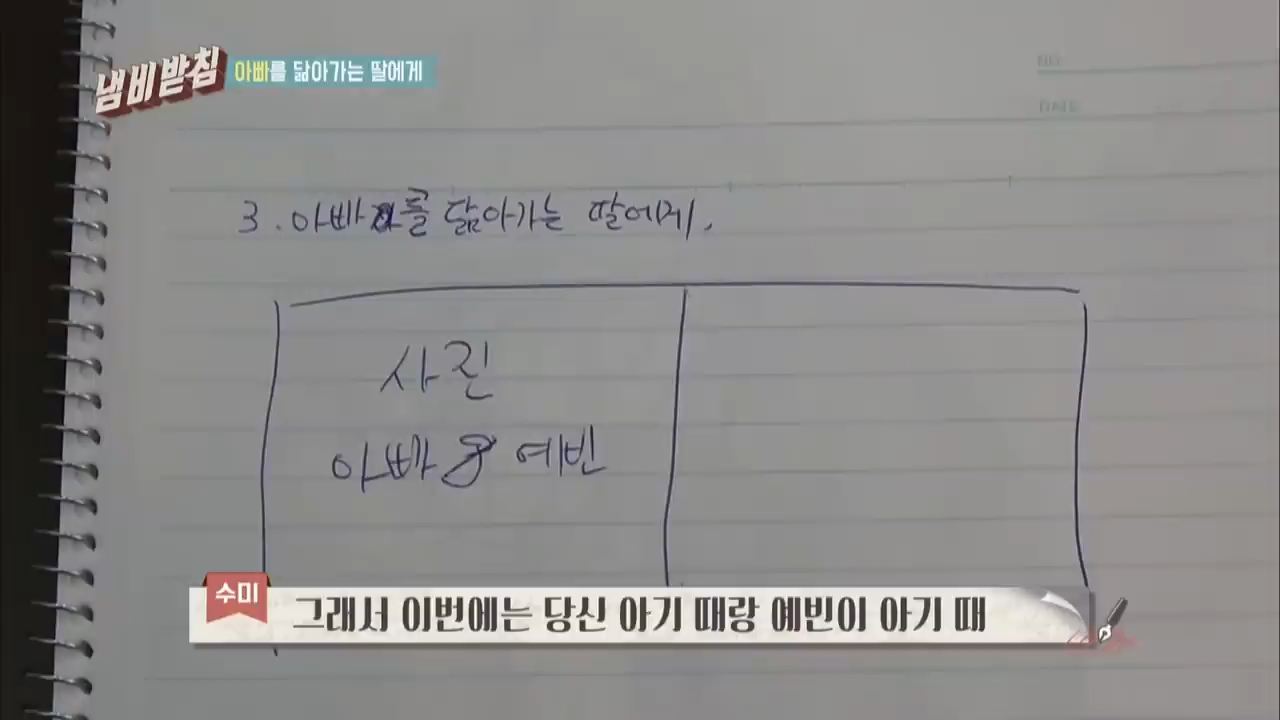 냄비받침
아빠를 닮아가는 딸에게
NO.
DATE
3. 아빠를 닮아가는 딸에게.
사진
아빠 & 예빈
수미
그래서 이번에는 당신 아기 때랑 예빈이 아기 때